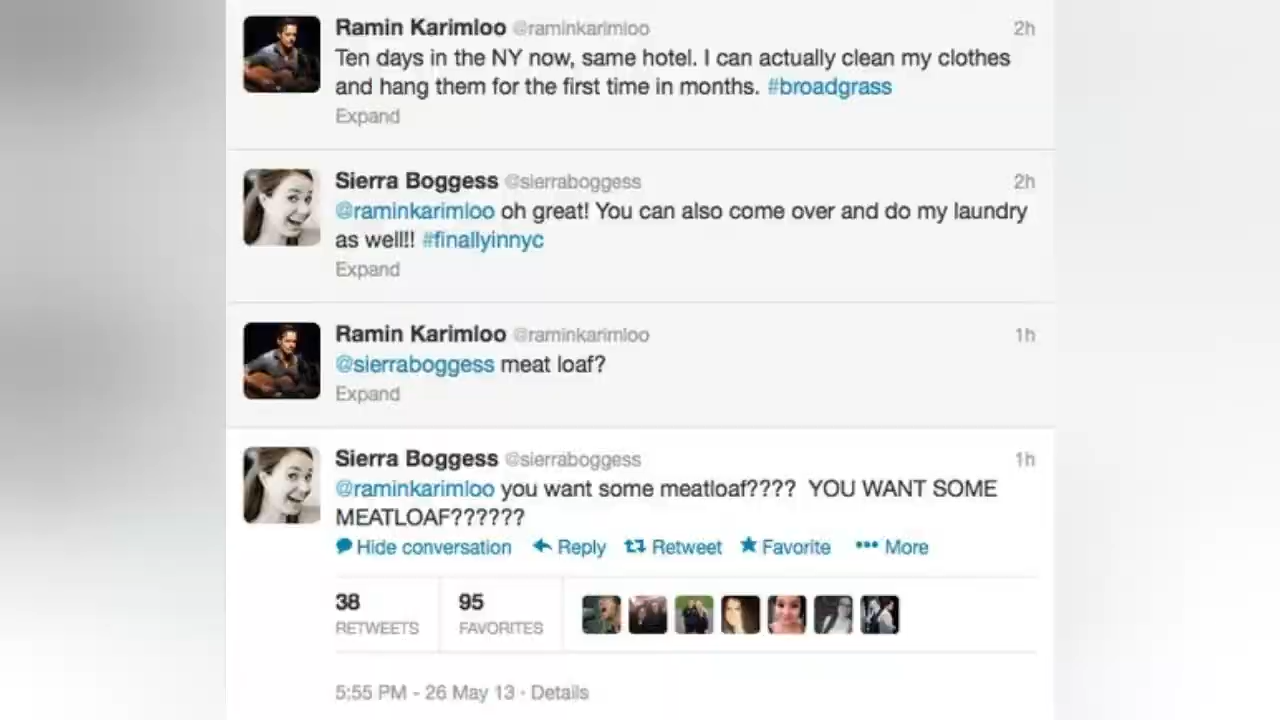 Ramin Karimloo @raminkarimloo 2h
Ten days in the NY now, same hotel. I can actually clean my clothes
and hang them for the first time in months. #broadgrass
Expand
Sierra Boggess @sierraboggess 2h
@raminkarimloo oh great! You can also come over and do my laundry
as well!! #finallyinnyc
Expand
Ramin Karimloo @raminkarimloo 1h
@sierraboggess meat loaf?
Expand
Sierra Boggess @sierraboggess 1h
@raminkarimloo you want some meatloaf???? YOU WANT SOME
MEATLOAF??????
Hide conversation Reply Retweet Favorite More
38 95
RETWEETS FAVORITES
5:55 PM - 26 May 13 · Details